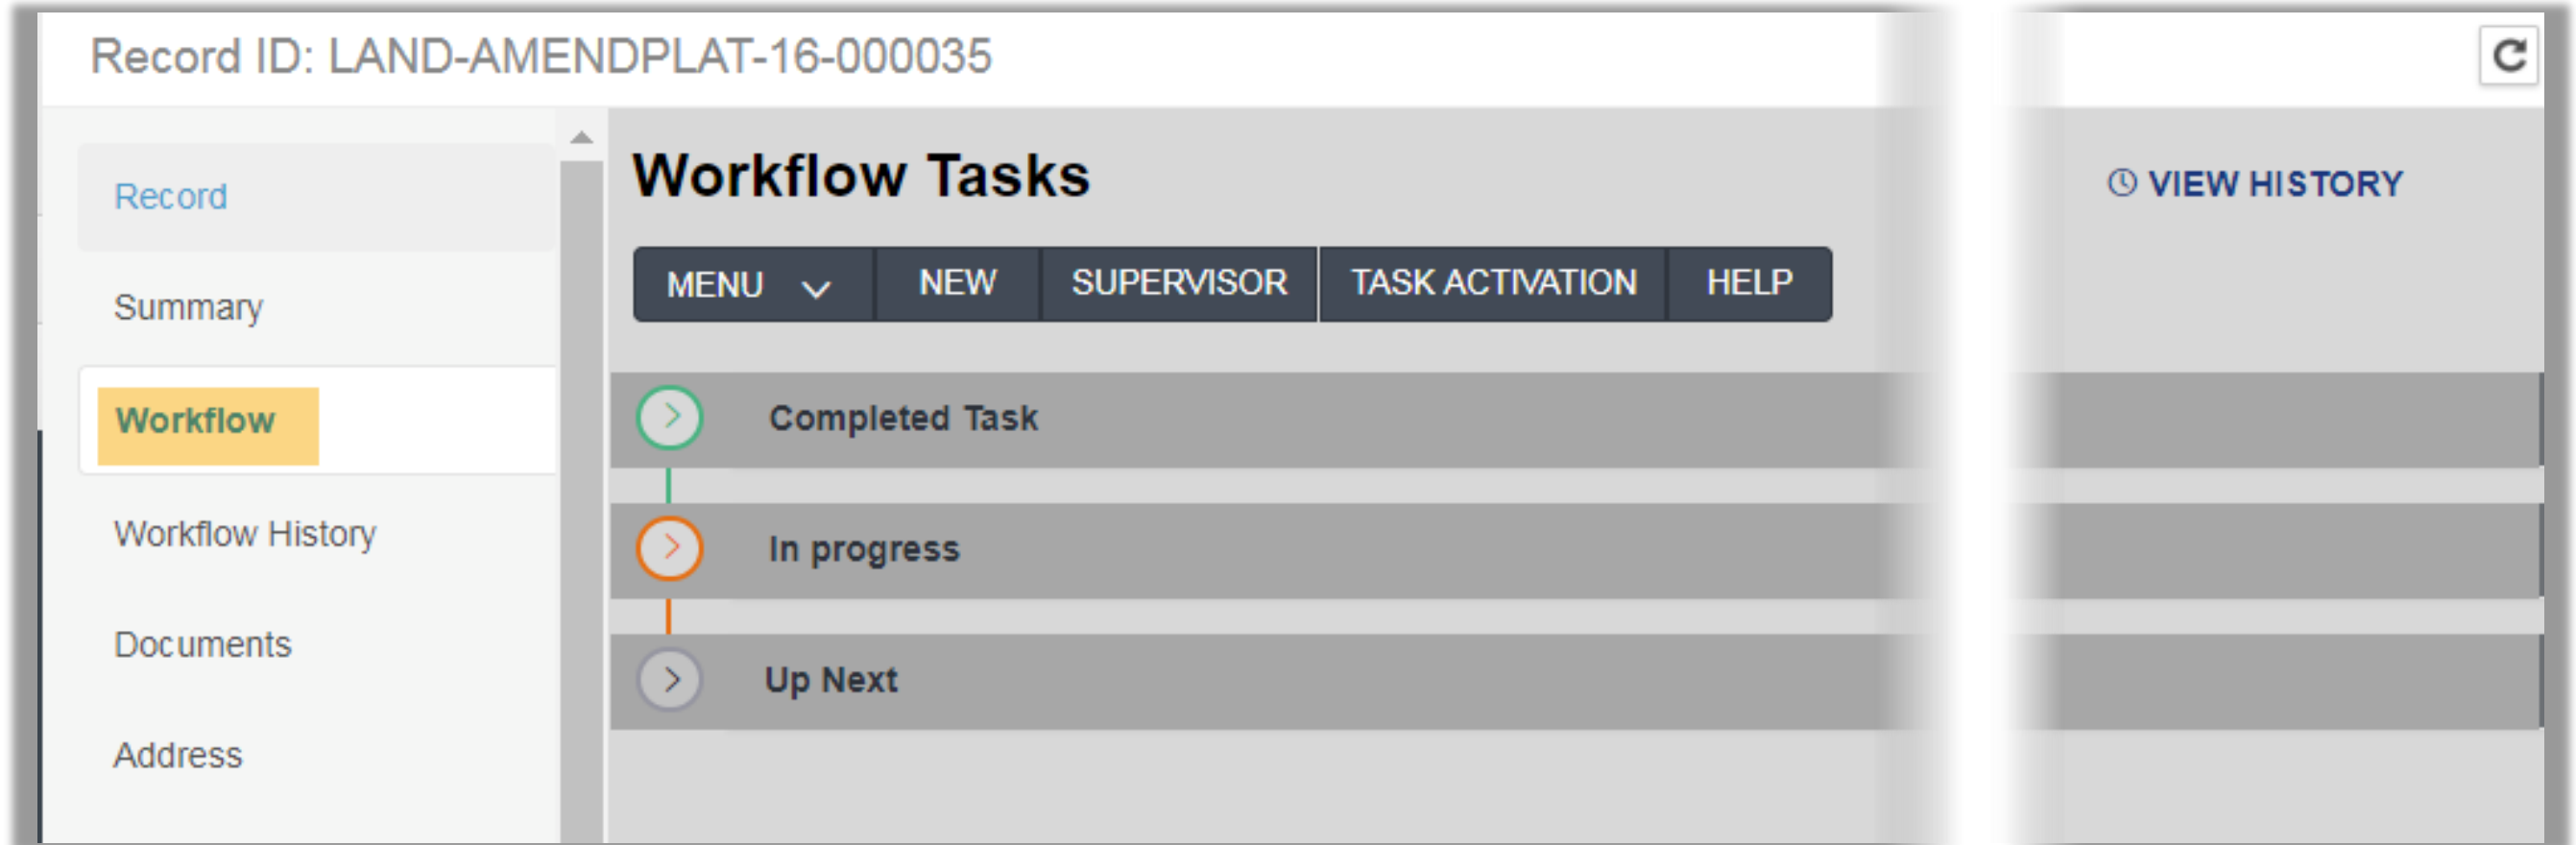 Record ID: LAND-AMENDPLAT-16-000035
Record
Summary
Workflow
Workflow History
Documents
Address
Workflow Tasks
VIEW HISTORY
MENU NEW SUPERVISOR TASK ACTIVATION HELP
Completed Task
In progress
Up Next